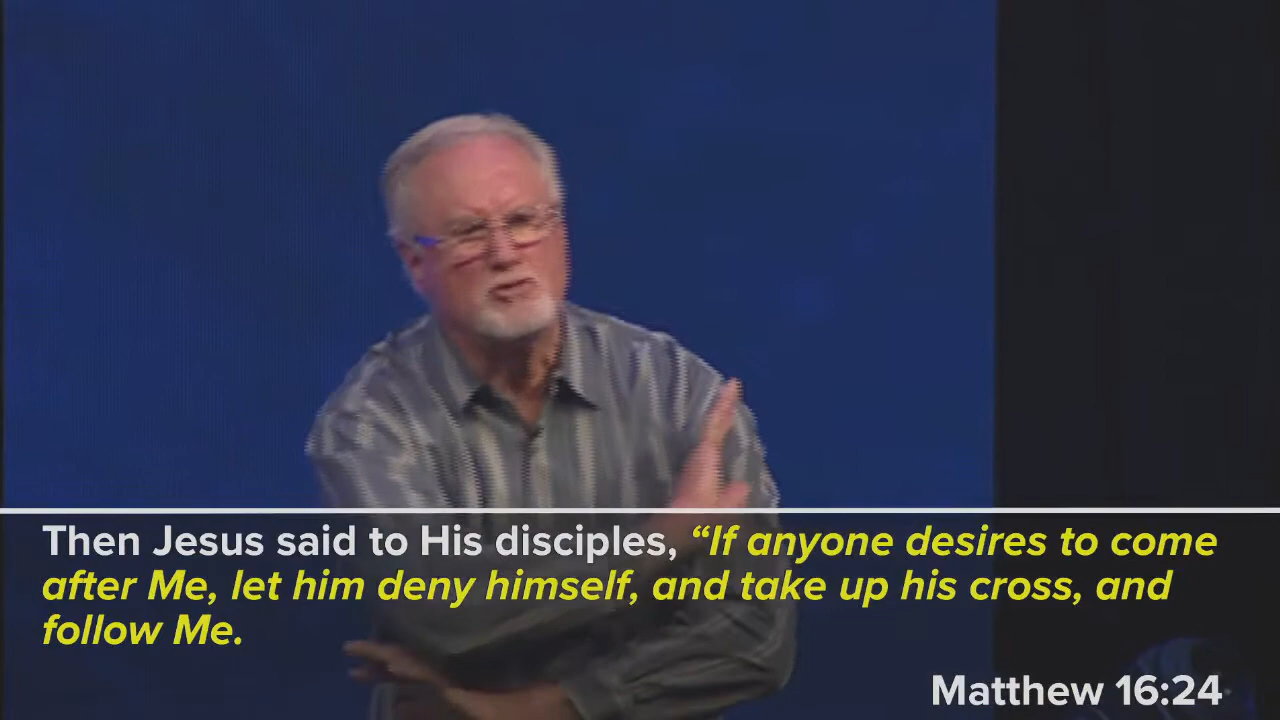 Then Jesus said to His disciples, “If anyone desires to come
after Me, let him deny himself, and take up his cross, and
follow Me.
Matthew 16:24